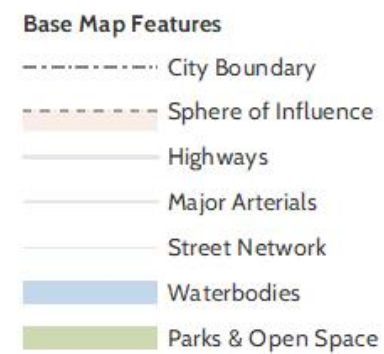 Base Map Features
City Boundary
Sphere of Influence
Highways
Major Arterials
Street Network
Waterbodies
Parks & Open Space